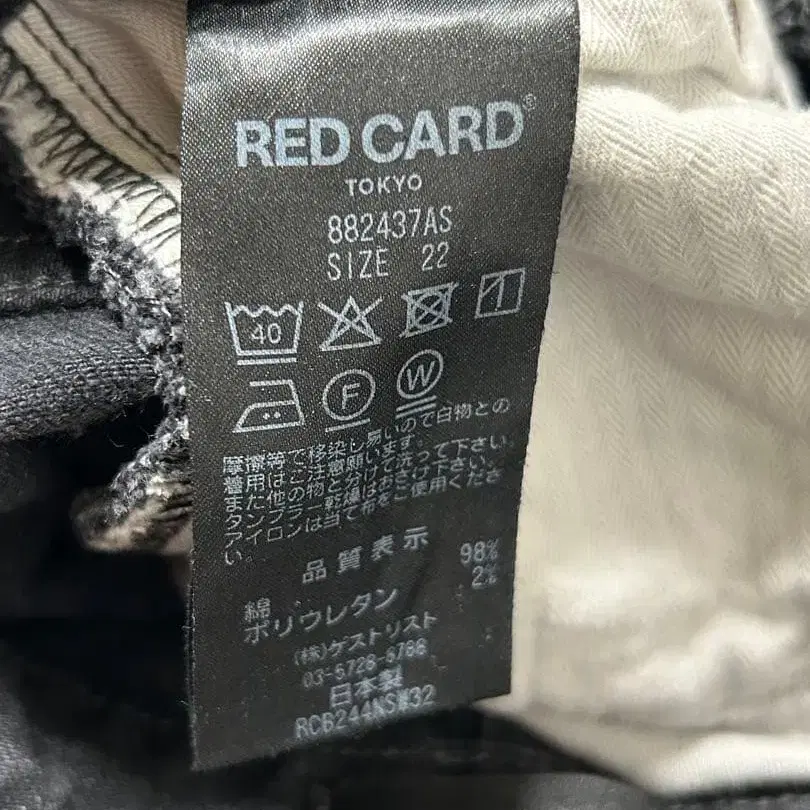 RED CARD®
TOKYO
882437AS
SIZE 22
40
F W
摩擦等で移染し易いので白物との
着用はご注意願います。
また他の物と分けて洗って下さい。
タンブラー乾燥はお避け下さい。
アイロンは当て布をご使用くださ
い。
品質表示
綿 98%
ポリウレタン 2%
(株)ゲストリスト
03-5728-8788
日本製
RCB244NSW32